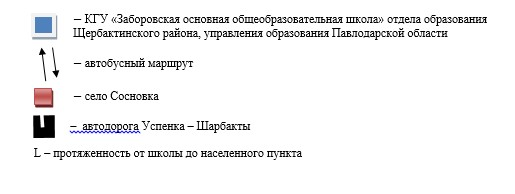 – КГУ «Заборовская основная общеобразовательная школа» отдела образования
Щербактинского района, управления образования Павлодарской области
– автобусный маршрут
– село Сосновка
– автодорога Успенка – Шарбакты
L – протяженность от школы до населенного пункта